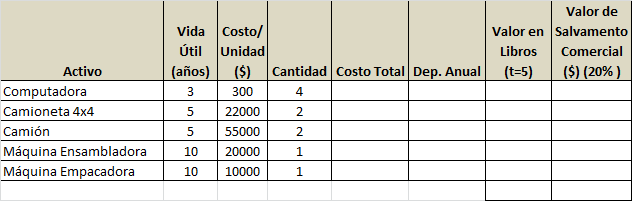 Activo Vida Útil (años) Costo/ Unidad ($) Cantidad Costo Total Dep. Anual Valor en Libros (t=5) Valor de Salvamento Comercial ($) (20% )
Computadora 3 300 4
Camioneta 4x4 5 22000 2
Camión 5 55000 2
Máquina Ensambladora 10 20000 1
Máquina Empacadora 10 10000 1